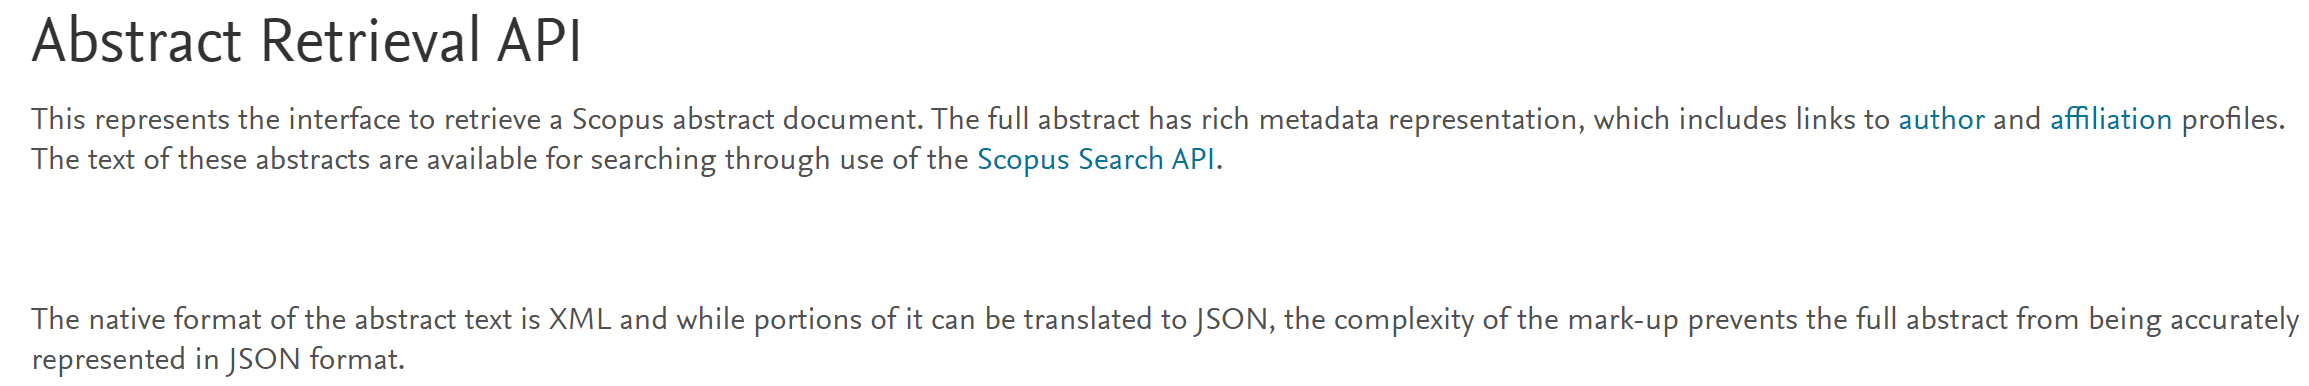 Abstract Retrieval API
This represents the interface to retrieve a Scopus abstract document. The full abstract has rich metadata representation, which includes links to author and affiliation profiles.
The text of these abstracts are available for searching through use of the Scopus Search API.
The native format of the abstract text is XML and while portions of it can be translated to JSON, the complexity of the mark-up prevents the full abstract from being accurately
represented in JSON format.